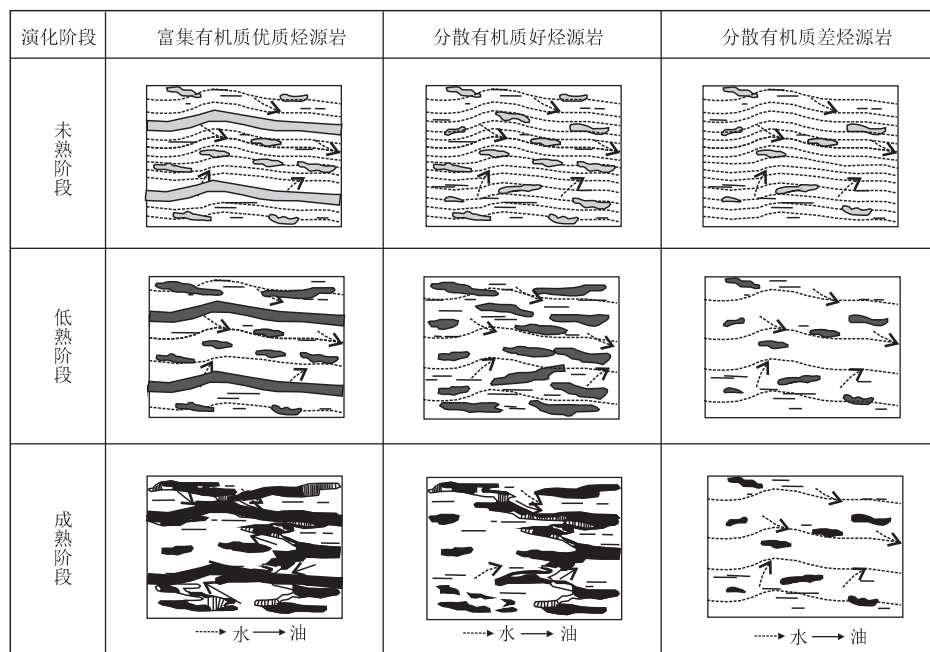 演化阶段 富集有机质优质烃源岩 分散有机质好烃源岩 分散有机质差烃源岩
未熟阶段
低熟阶段
成熟阶段
水 油 水 油 水 油